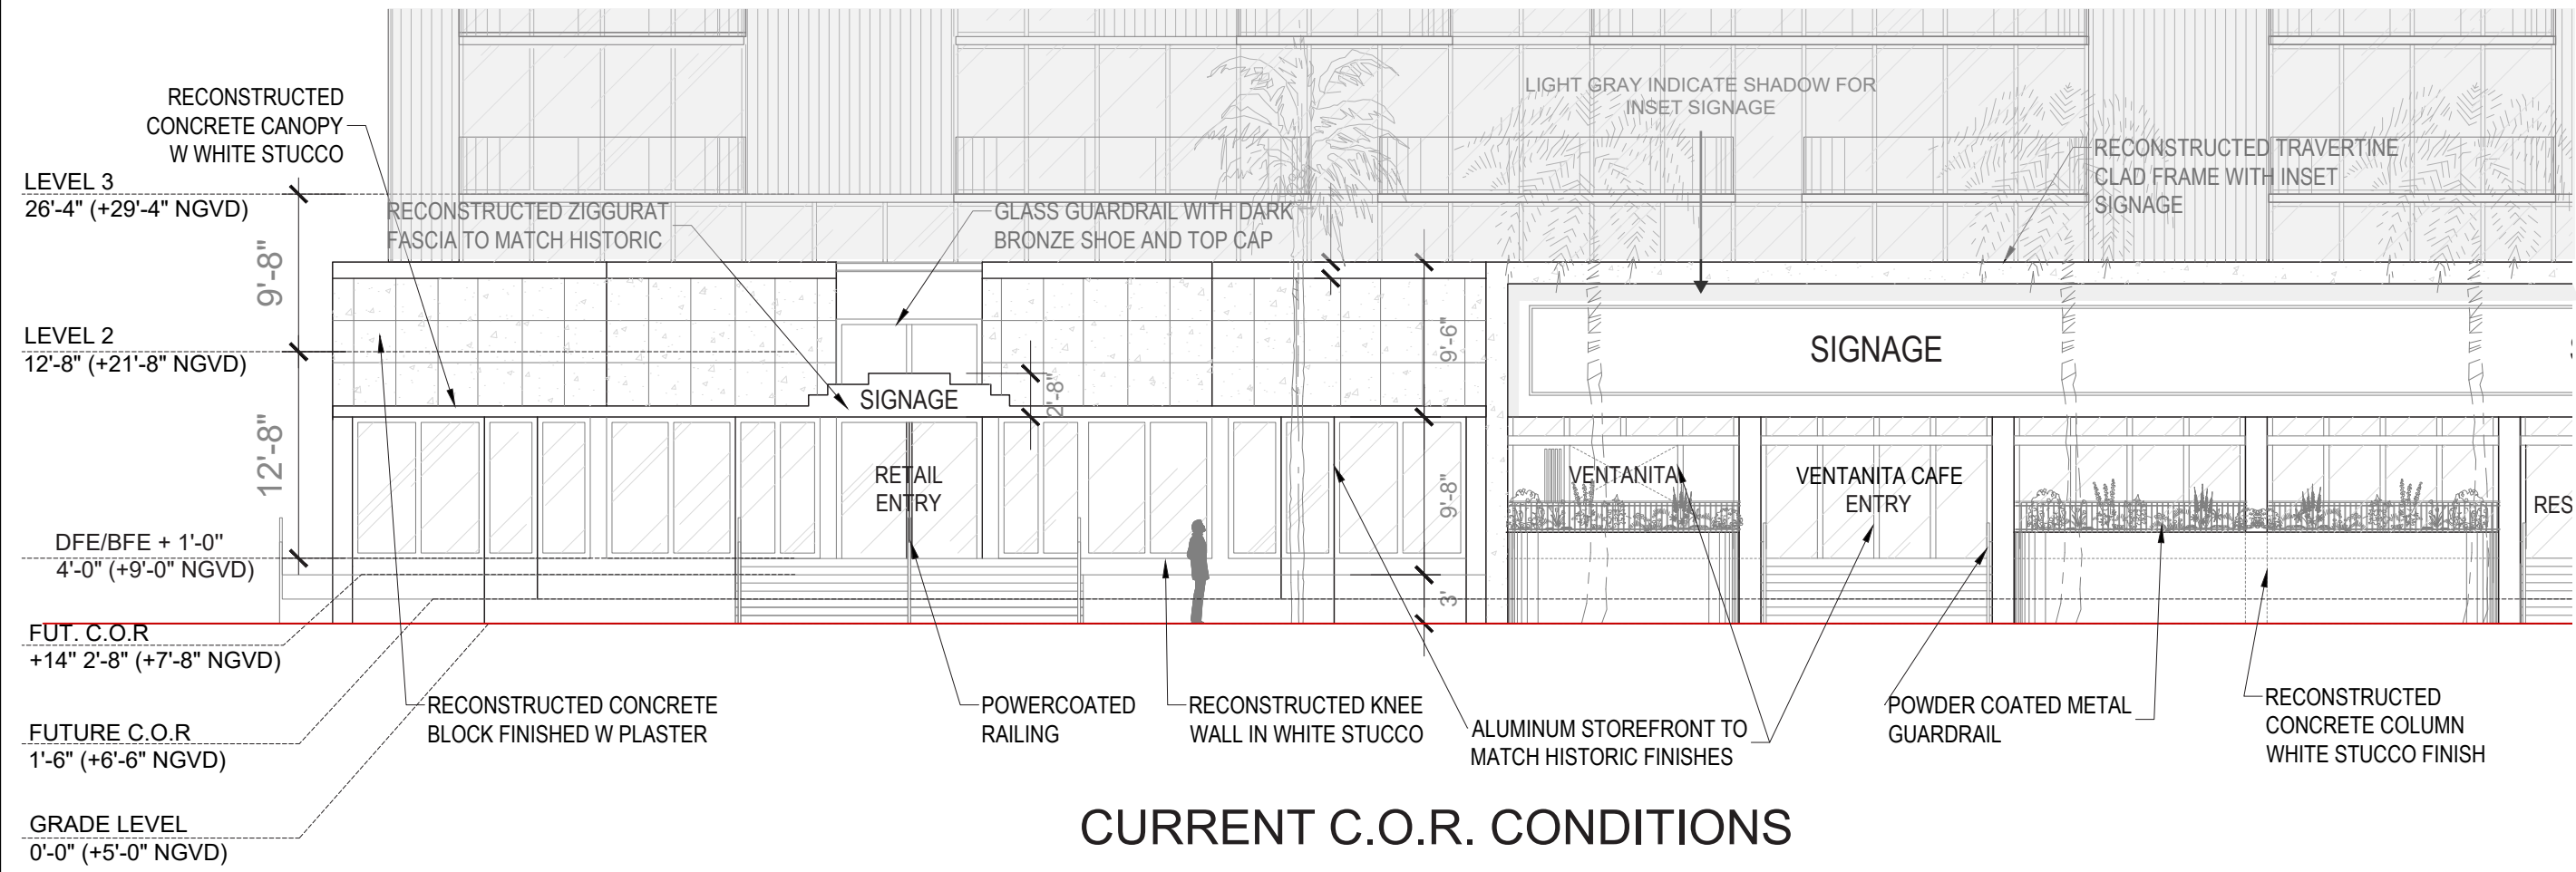 RECONSTRUCTED
CONCRETE CANOPY
W WHITE STUCCO
LIGHT GRAY INDICATE SHADOW FOR
INSET SIGNAGE
RECONSTRUCTED TRAVERTINE
CLAD FRAME WITH INSET
SIGNAGE
LEVEL 3
26'-4" (+29'-4" NGVD)
RECONSTRUCTED ZIGGURAT
FASCIA TO MATCH HISTORIC
GLASS GUARDRAIL WITH DARK
BRONZE SHOE AND TOP CAP
9'-8"
LEVEL 2
12'-8" (+21'-8" NGVD)
9'-6"
SIGNAGE
2'-8"
SIGNAGE
12'-8"
RETAIL
ENTRY
9'-8"
VENTANITA
VENTANITA CAFE
ENTRY
RES
DFE/BFE + 1'-0"
4'-0" (+9'-0" NGVD)
3'
FUT. C.O.R
+14" 2'-8" (+7'-8" NGVD)
FUTURE C.O.R
1'-6" (+6'-6" NGVD)
GRADE LEVEL
0'-0" (+5'-0" NGVD)
RECONSTRUCTED CONCRETE
BLOCK FINISHED W PLASTER
POWERCOATED
RAILING
RECONSTRUCTED KNEE
WALL IN WHITE STUCCO
ALUMINUM STOREFRONT TO
MATCH HISTORIC FINISHES
POWDER COATED METAL
GUARDRAIL
RECONSTRUCTED
CONCRETE COLUMN
WHITE STUCCO FINISH
CURRENT C.O.R. CONDITIONS